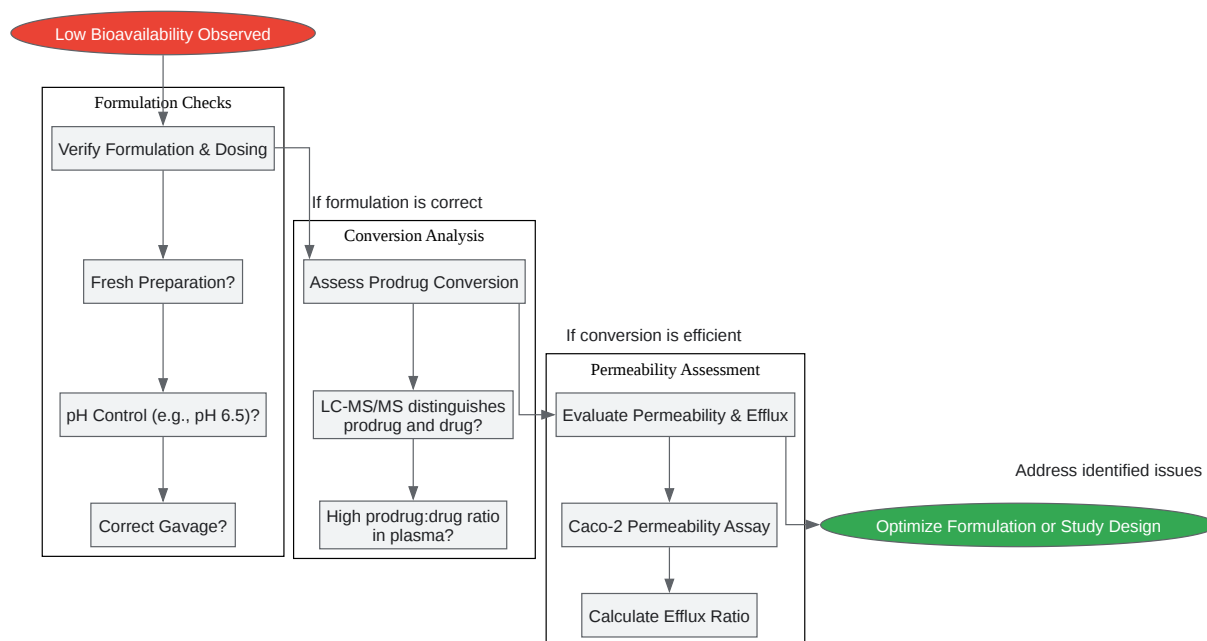 Low Bioavailability Observed
Formulation Checks
Verify Formulation & Dosing
Fresh Preparation?
pH Control (e.g., pH 6.5)?
Correct Gavage?
If formulation is correct
Conversion Analysis
Assess Prodrug Conversion
LC-MS/MS distinguishes
prodrug and drug?
High prodrug:drug ratio
in plasma?
If conversion is efficient
Permeability Assessment
Evaluate Permeability & Efflux
Caco-2 Permeability Assay
Calculate Efflux Ratio
Address identified issues
Optimize Formulation or Study Design